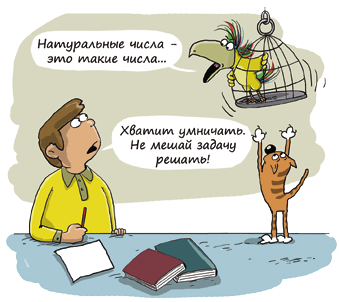 Натуральные числа -
это такие числа...
Хватит умничать.
Не мешай задачу
решать!